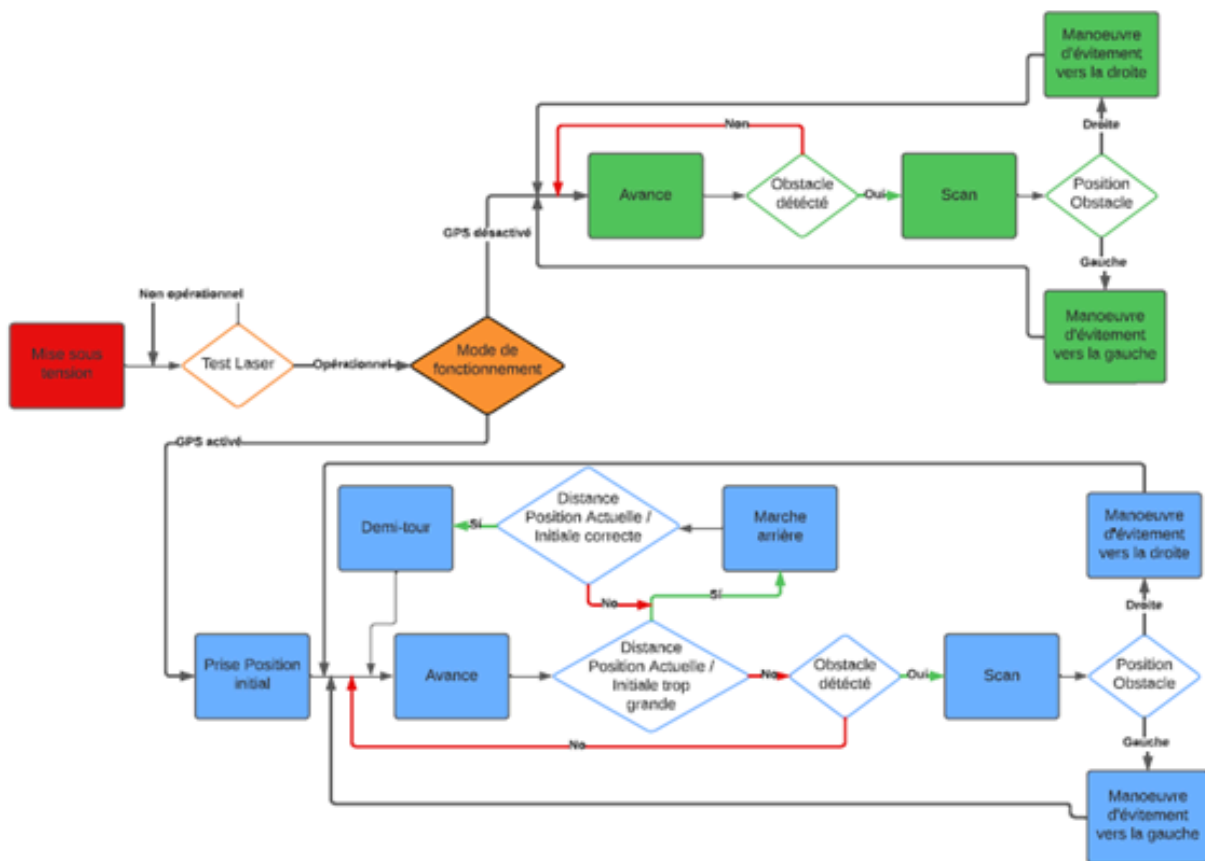 Manoeuvre
d'évitement
vers la droite
Non
Droite
Avance
Obstacle
détécté
Oui
Scan
Position
Obstacle
GPS désactivé
Gauche
Non opérationnel
Manoeuvre
d'évitement
vers la gauche
Mise sous
tension
Test Laser
Opérationnel
Mode de
fonctionnement
GPS activé
Demi-tour
Sí
Distance
Position Actuelle /
Initiale correcte
Marche
arrière
Manoeuvre
d'évitement
vers la droite
No
Sí
Droite
Prise Position
initial
Avance
Distance
Position Actuelle /
Initiale trop
grande
No
Obstacle
détécté
Oui
Scan
Position
Obstacle
No
Gauche
Manoeuvre
d'évitement
vers la gauche